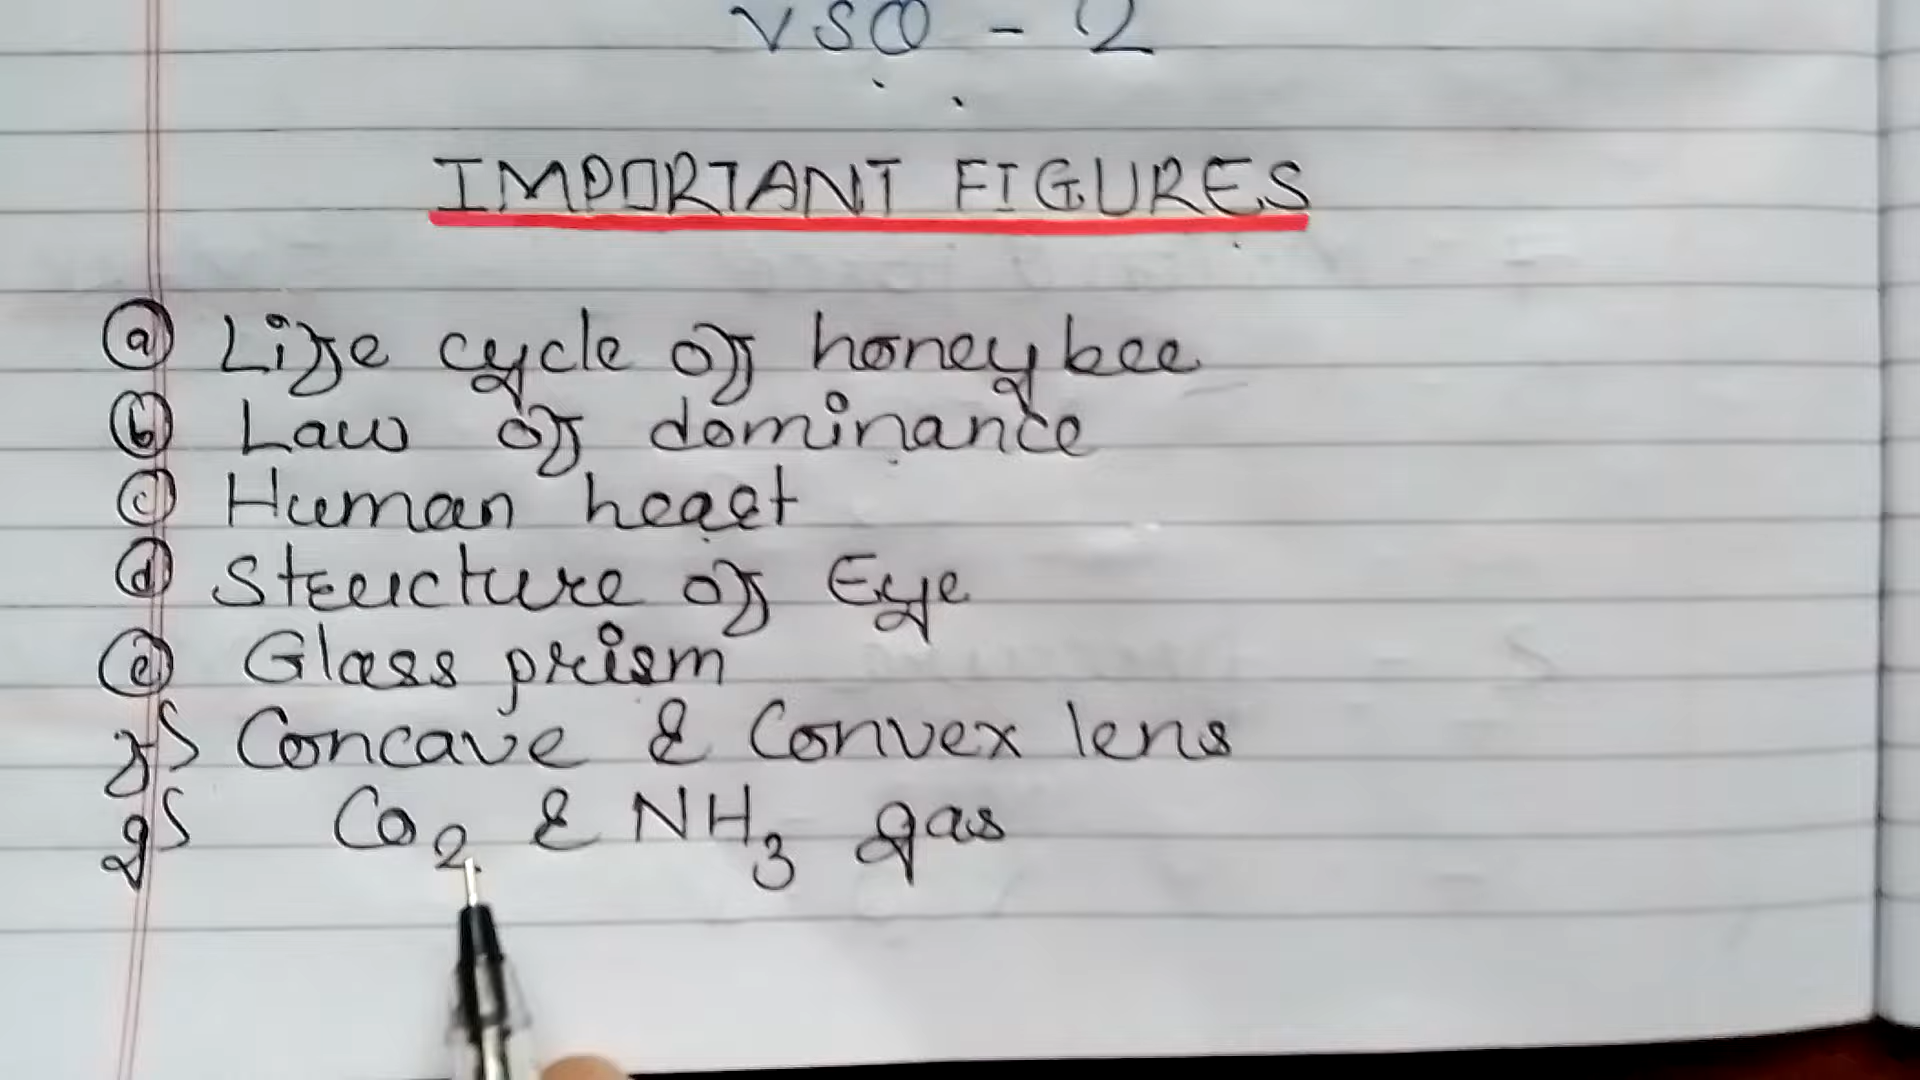 VSQ - 2
IMPORTANT FIGURES
a Life cycle of honeybee
b Law of dominance
c Human heart
d Structure of Eye
e Glass prism
f) Concave & Convex lens
g) Co2 & NH3 gas